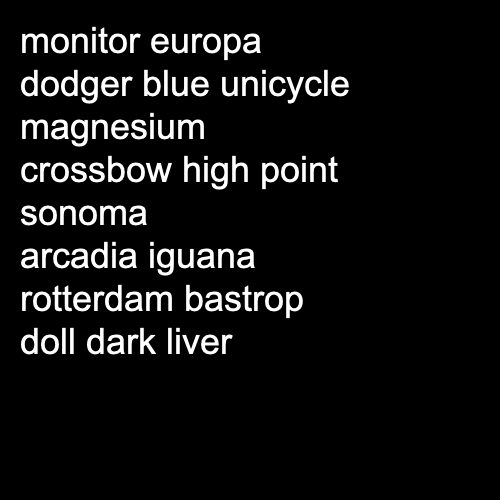 monitor europa
dodger blue unicycle
magnesium
crossbow high point
sonoma
arcadia iguana
rotterdam bastrop
doll dark liver